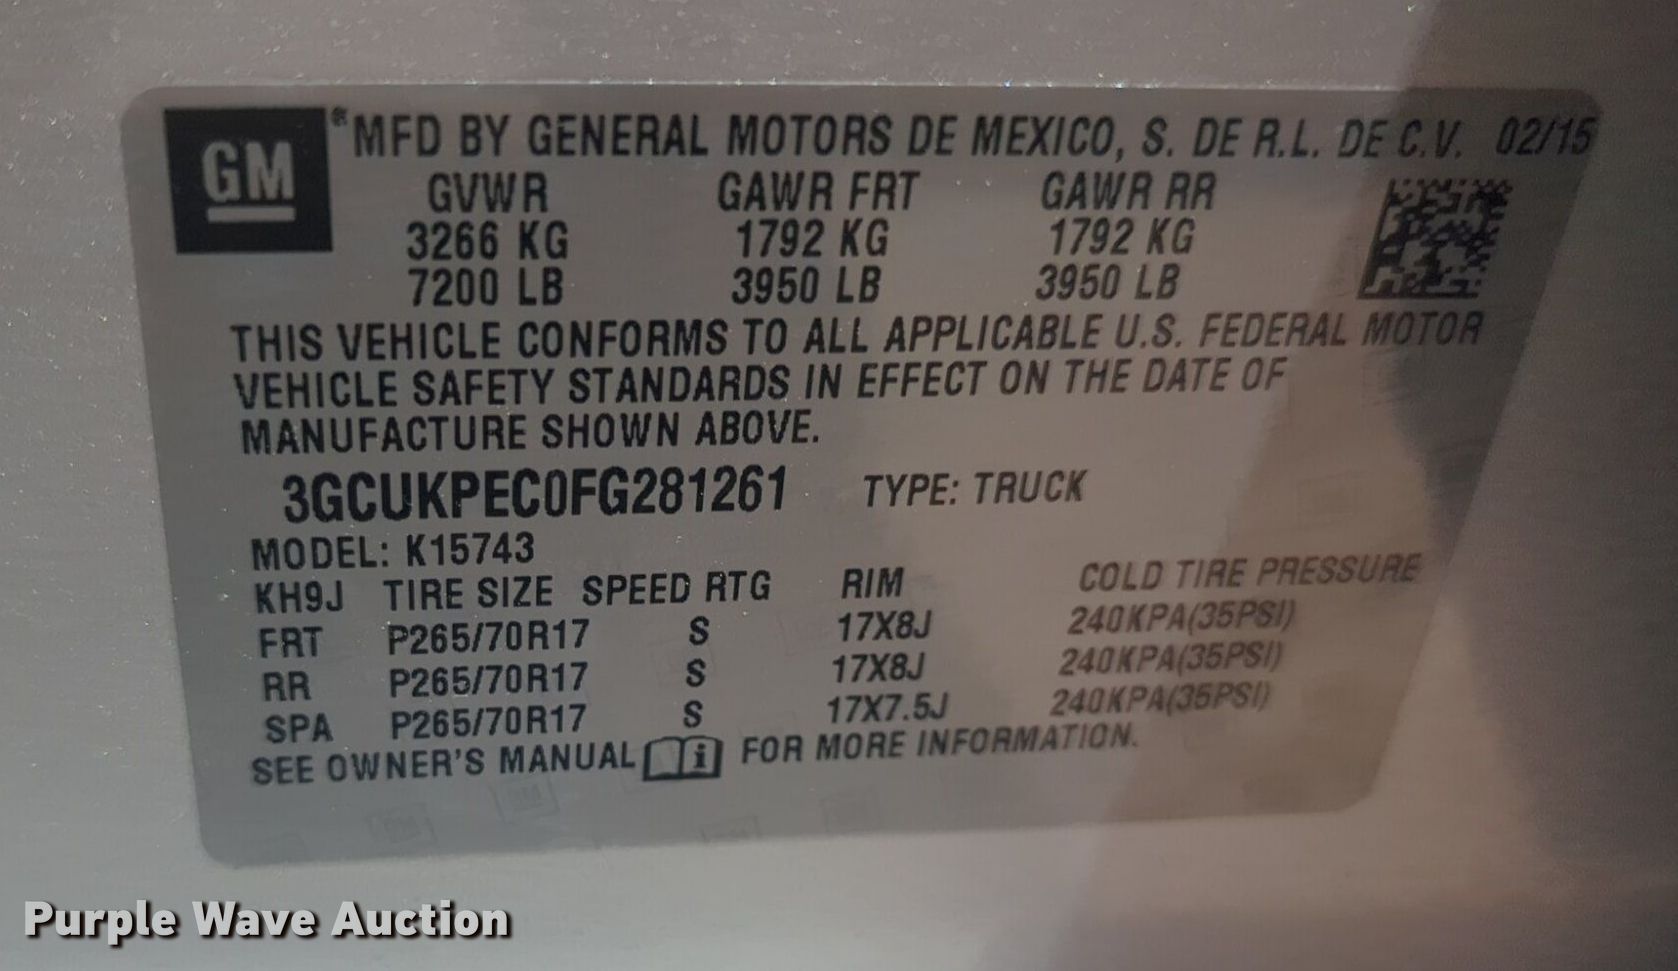 GM
® MFD BY GENERAL MOTORS DE MEXICO, S. DE R.L. DE C.V. 02/15
GVWR GAWR FRT GAWR RR
3266 KG 1792 KG 1792 KG
7200 LB 3950 LB 3950 LB
THIS VEHICLE CONFORMS TO ALL APPLICABLE U.S. FEDERAL MOTOR
VEHICLE SAFETY STANDARDS IN EFFECT ON THE DATE OF
MANUFACTURE SHOWN ABOVE.
3GCUKPEC0FG281261 TYPE: TRUCK
MODEL: K15743
KH9J TIRE SIZE SPEED RTG RIM COLD TIRE PRESSURE
FRT P265/70R17 S 17X8J 240KPA(35PSI)
RR P265/70R17 S 17X8J 240KPA(35PSI)
SPA P265/70R17 S 17X7.5J 240KPA(35PSI)
SEE OWNER'S MANUAL i FOR MORE INFORMATION.
Purple Wave Auction